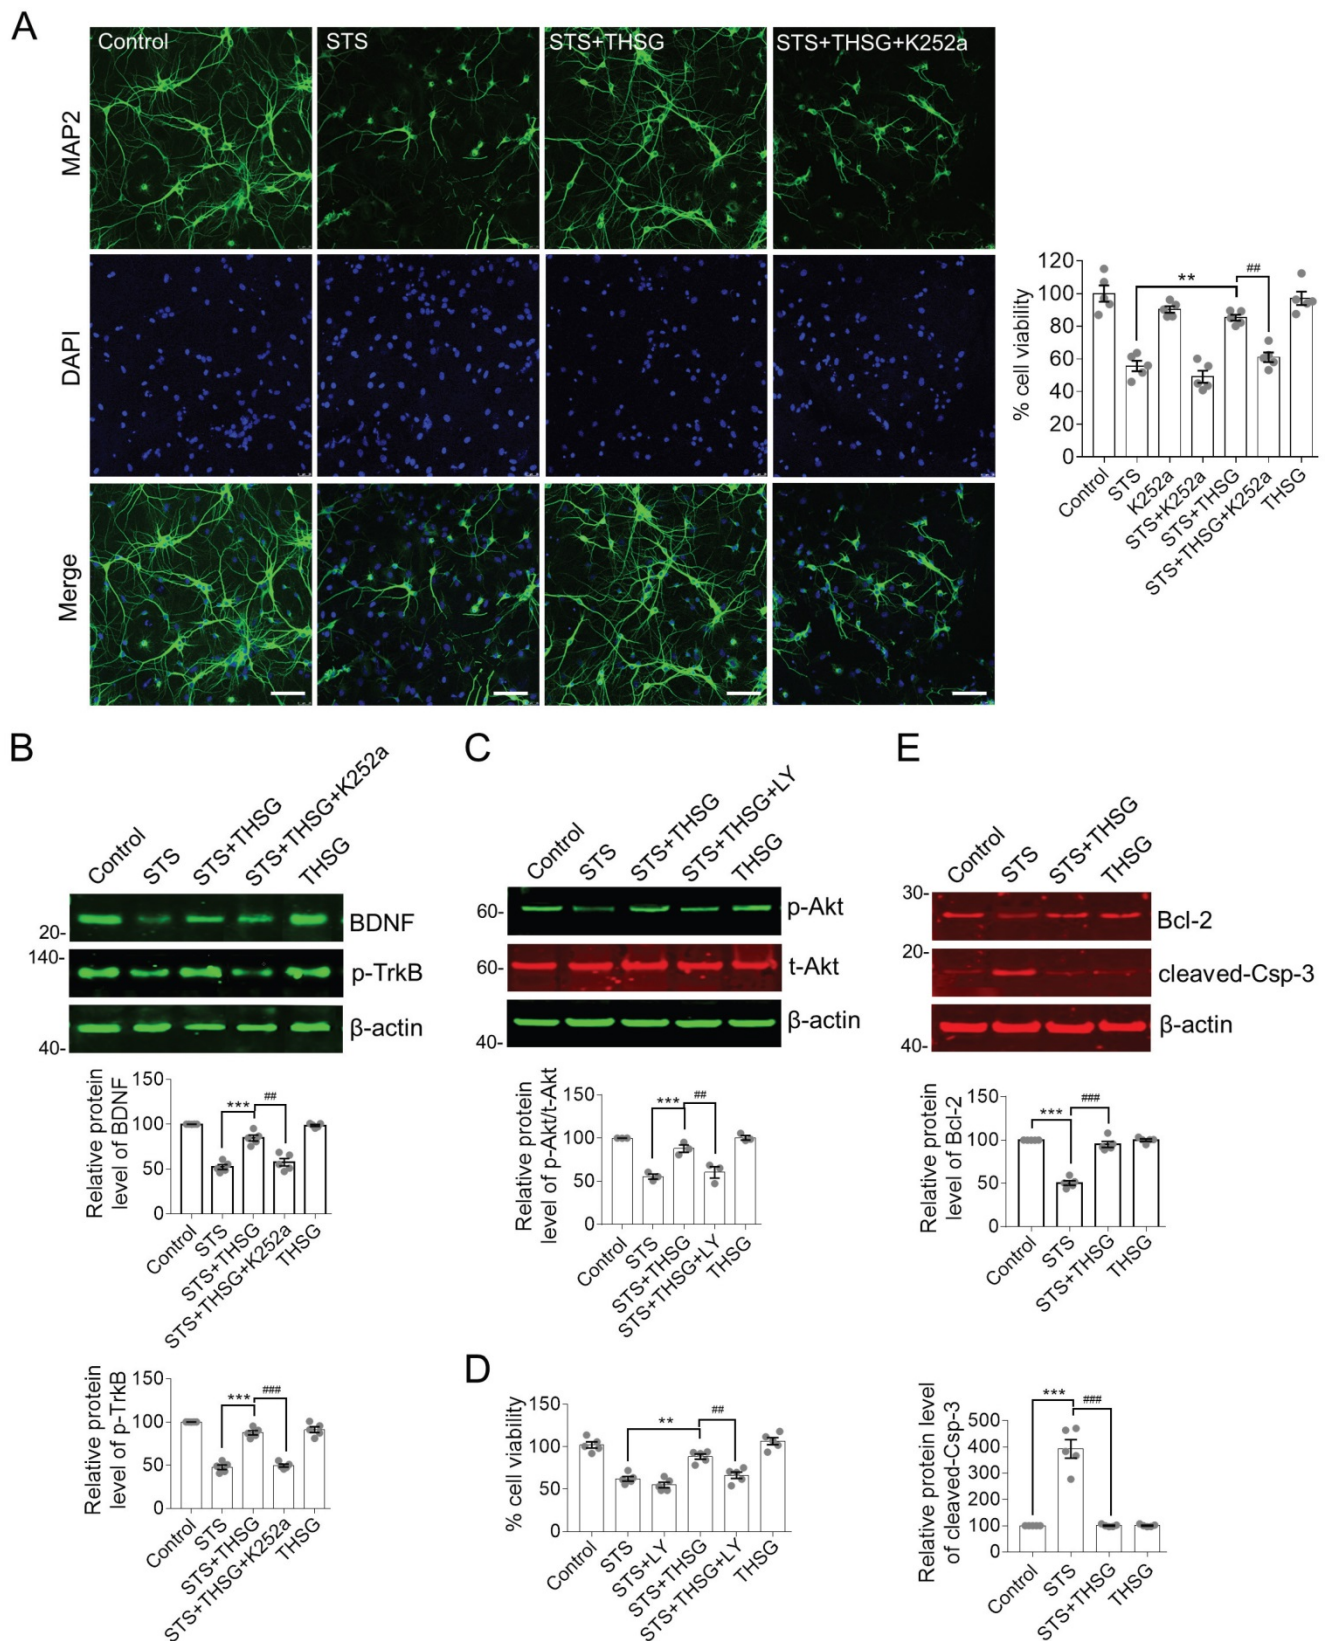 A
Control
STS
STS+THSG
STS+THSG+K252a
MAP2
DAPI
Merge
% cell viability
120
100
80
60
40
20
0
**
##
Control
STS
K252a
STS+K252a
STS+THSG
STS+THSG+K252a
THSG
B
Control
STS
STS+THSG
STS+THSG+K252a
THSG
20-
BDNF
140-
p-TrkB
β-actin
40-
Relative protein
level of BDNF
150
100
50
0
***
##
Control
STS
STS+THSG
STS+THSG+K252a
THSG
Relative protein
level of p-TrkB
150
100
50
0
***
###
Control
STS
STS+THSG
STS+THSG+K252a
THSG
C
Control
STS
STS+THSG
STS+THSG+LY
THSG
60-
p-Akt
60-
t-Akt
β-actin
40-
Relative protein
level of p-Akt/t-Akt
150
100
50
0
***
##
Control
STS
STS+THSG
STS+THSG+LY
THSG
D
% cell viability
150
100
50
0
**
##
Control
STS
STS+LY
STS+THSG
STS+THSG+LY
THSG
E
Control
STS
STS+THSG
THSG
30-
Bcl-2
20-
cleaved-Csp-3
β-actin
40-
Relative protein
level of Bcl-2
150
100
50
0
***
###
Control
STS
STS+THSG
THSG
Relative protein level
of cleaved-Csp-3
500
400
300
200
100
0
***
###
Control
STS
STS+THSG
THSG